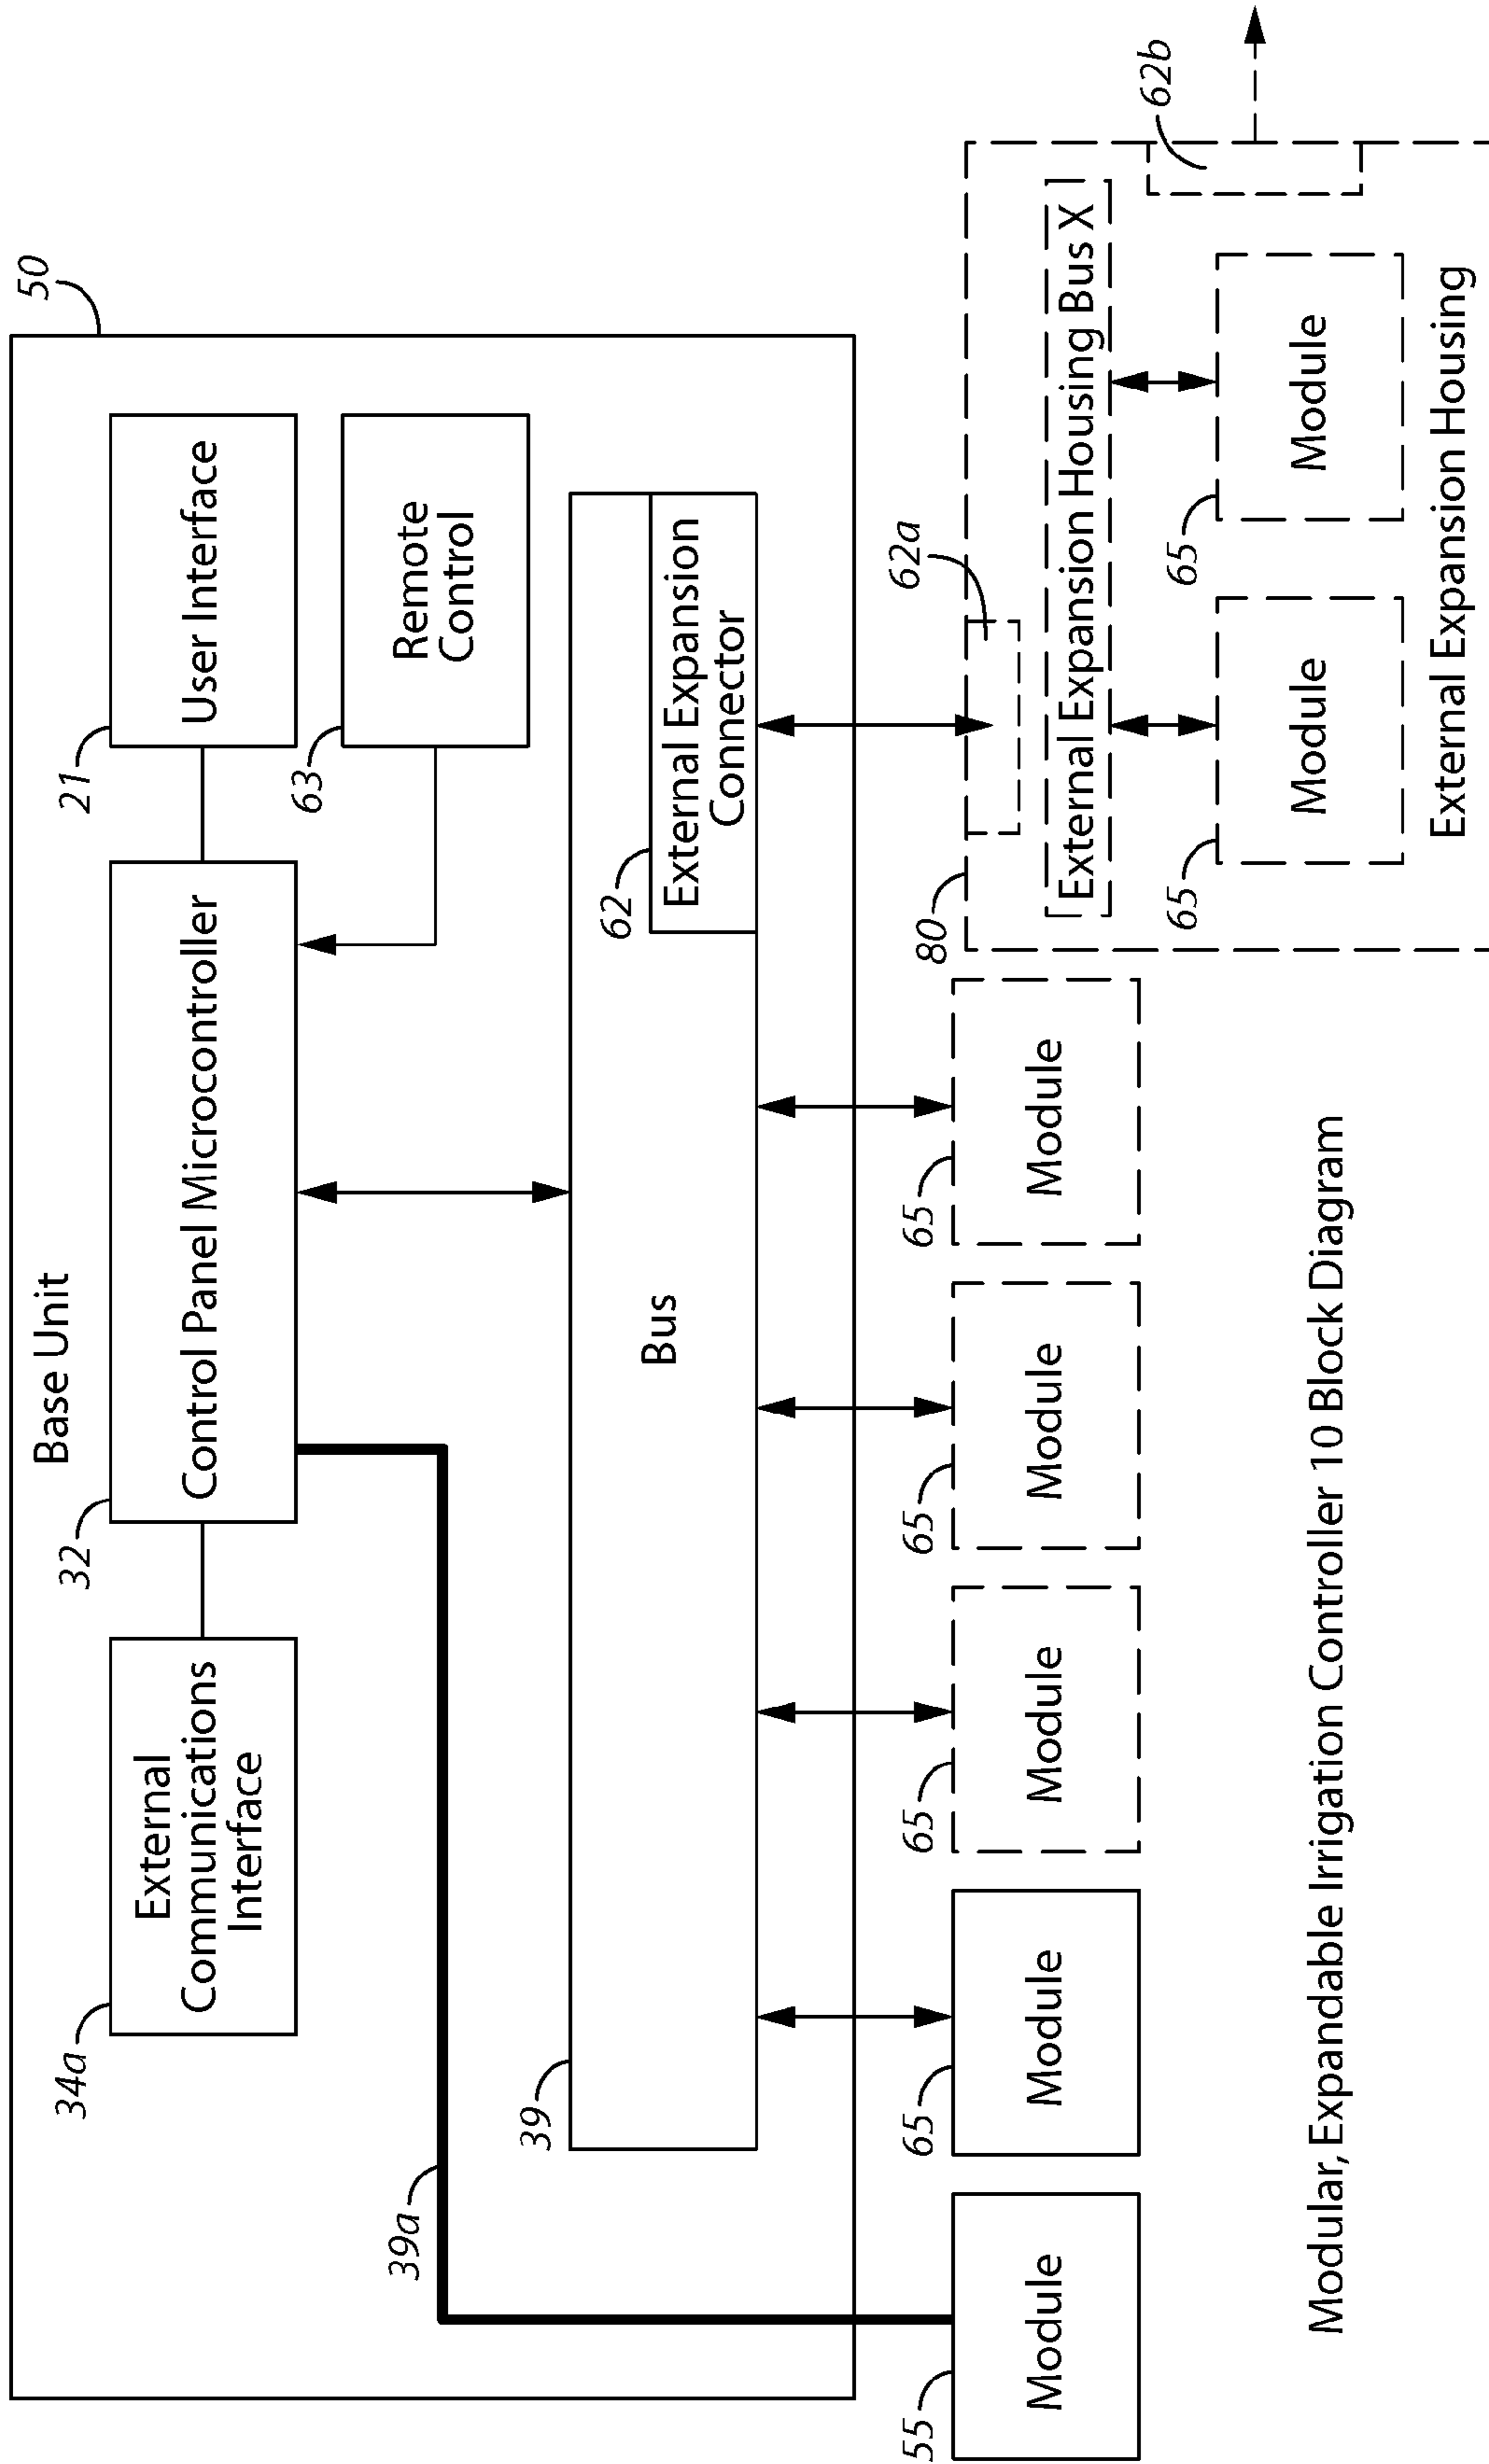 50
Base Unit
34a
External
Communications
Interface
32
Control Panel Microcontroller
21
User Interface
63
Remote
Control
39a
39
Bus
62
External Expansion
Connector
55
Module
65
Module
65
Module
65
Module
65
Module
80
62a
External Expansion Housing Bus X
62b
65
Module
65
Module
External Expansion Housing
Modular, Expandable Irrigation Controller 10 Block Diagram